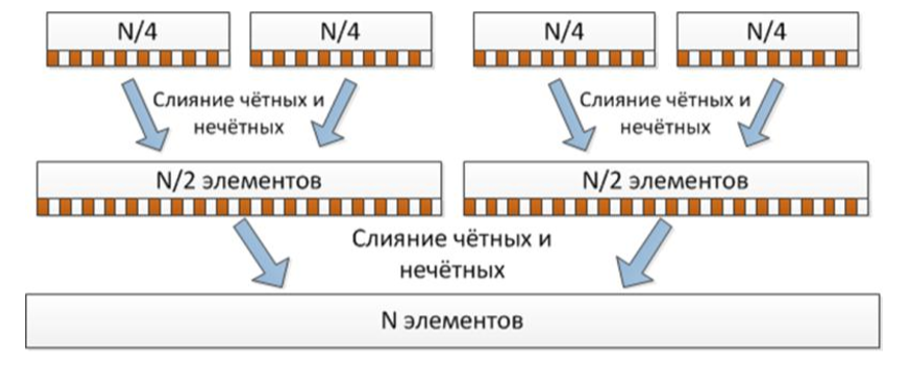 N/4
N/4
N/4
N/4
Слияние чётных и
нечётных
Слияние чётных и
нечётных
N/2 элементов
N/2 элементов
Слияние чётных и
нечётных
N элементов